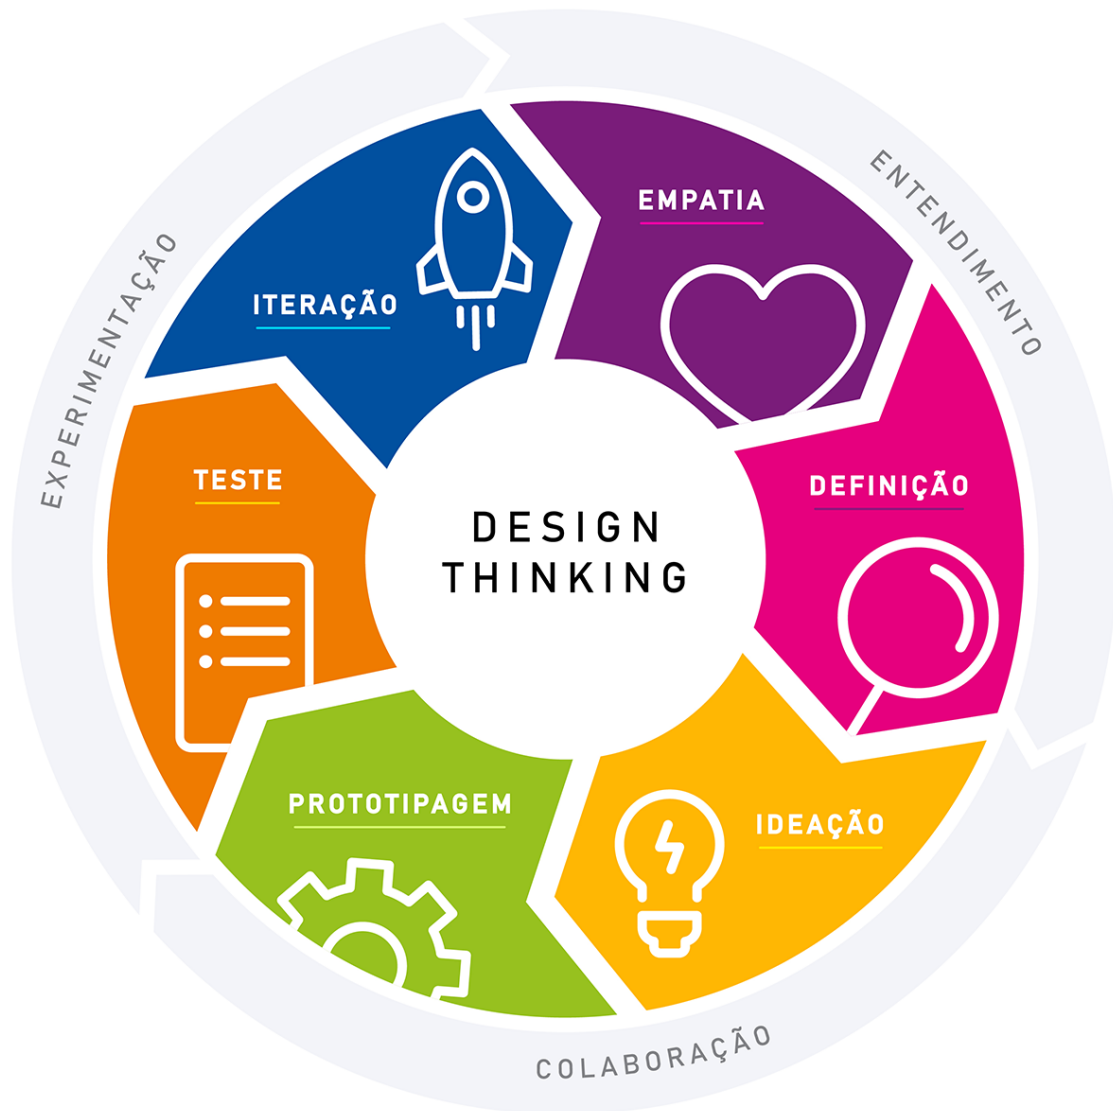 DESIGN
THINKING
EMPATIA
DEFINIÇÃO
IDEAÇÃO
PROTOTIPAGEM
TESTE
ITERAÇÃO
ENTENDIMENTO
COLABORAÇÃO
EXPERIMENTAÇÃO